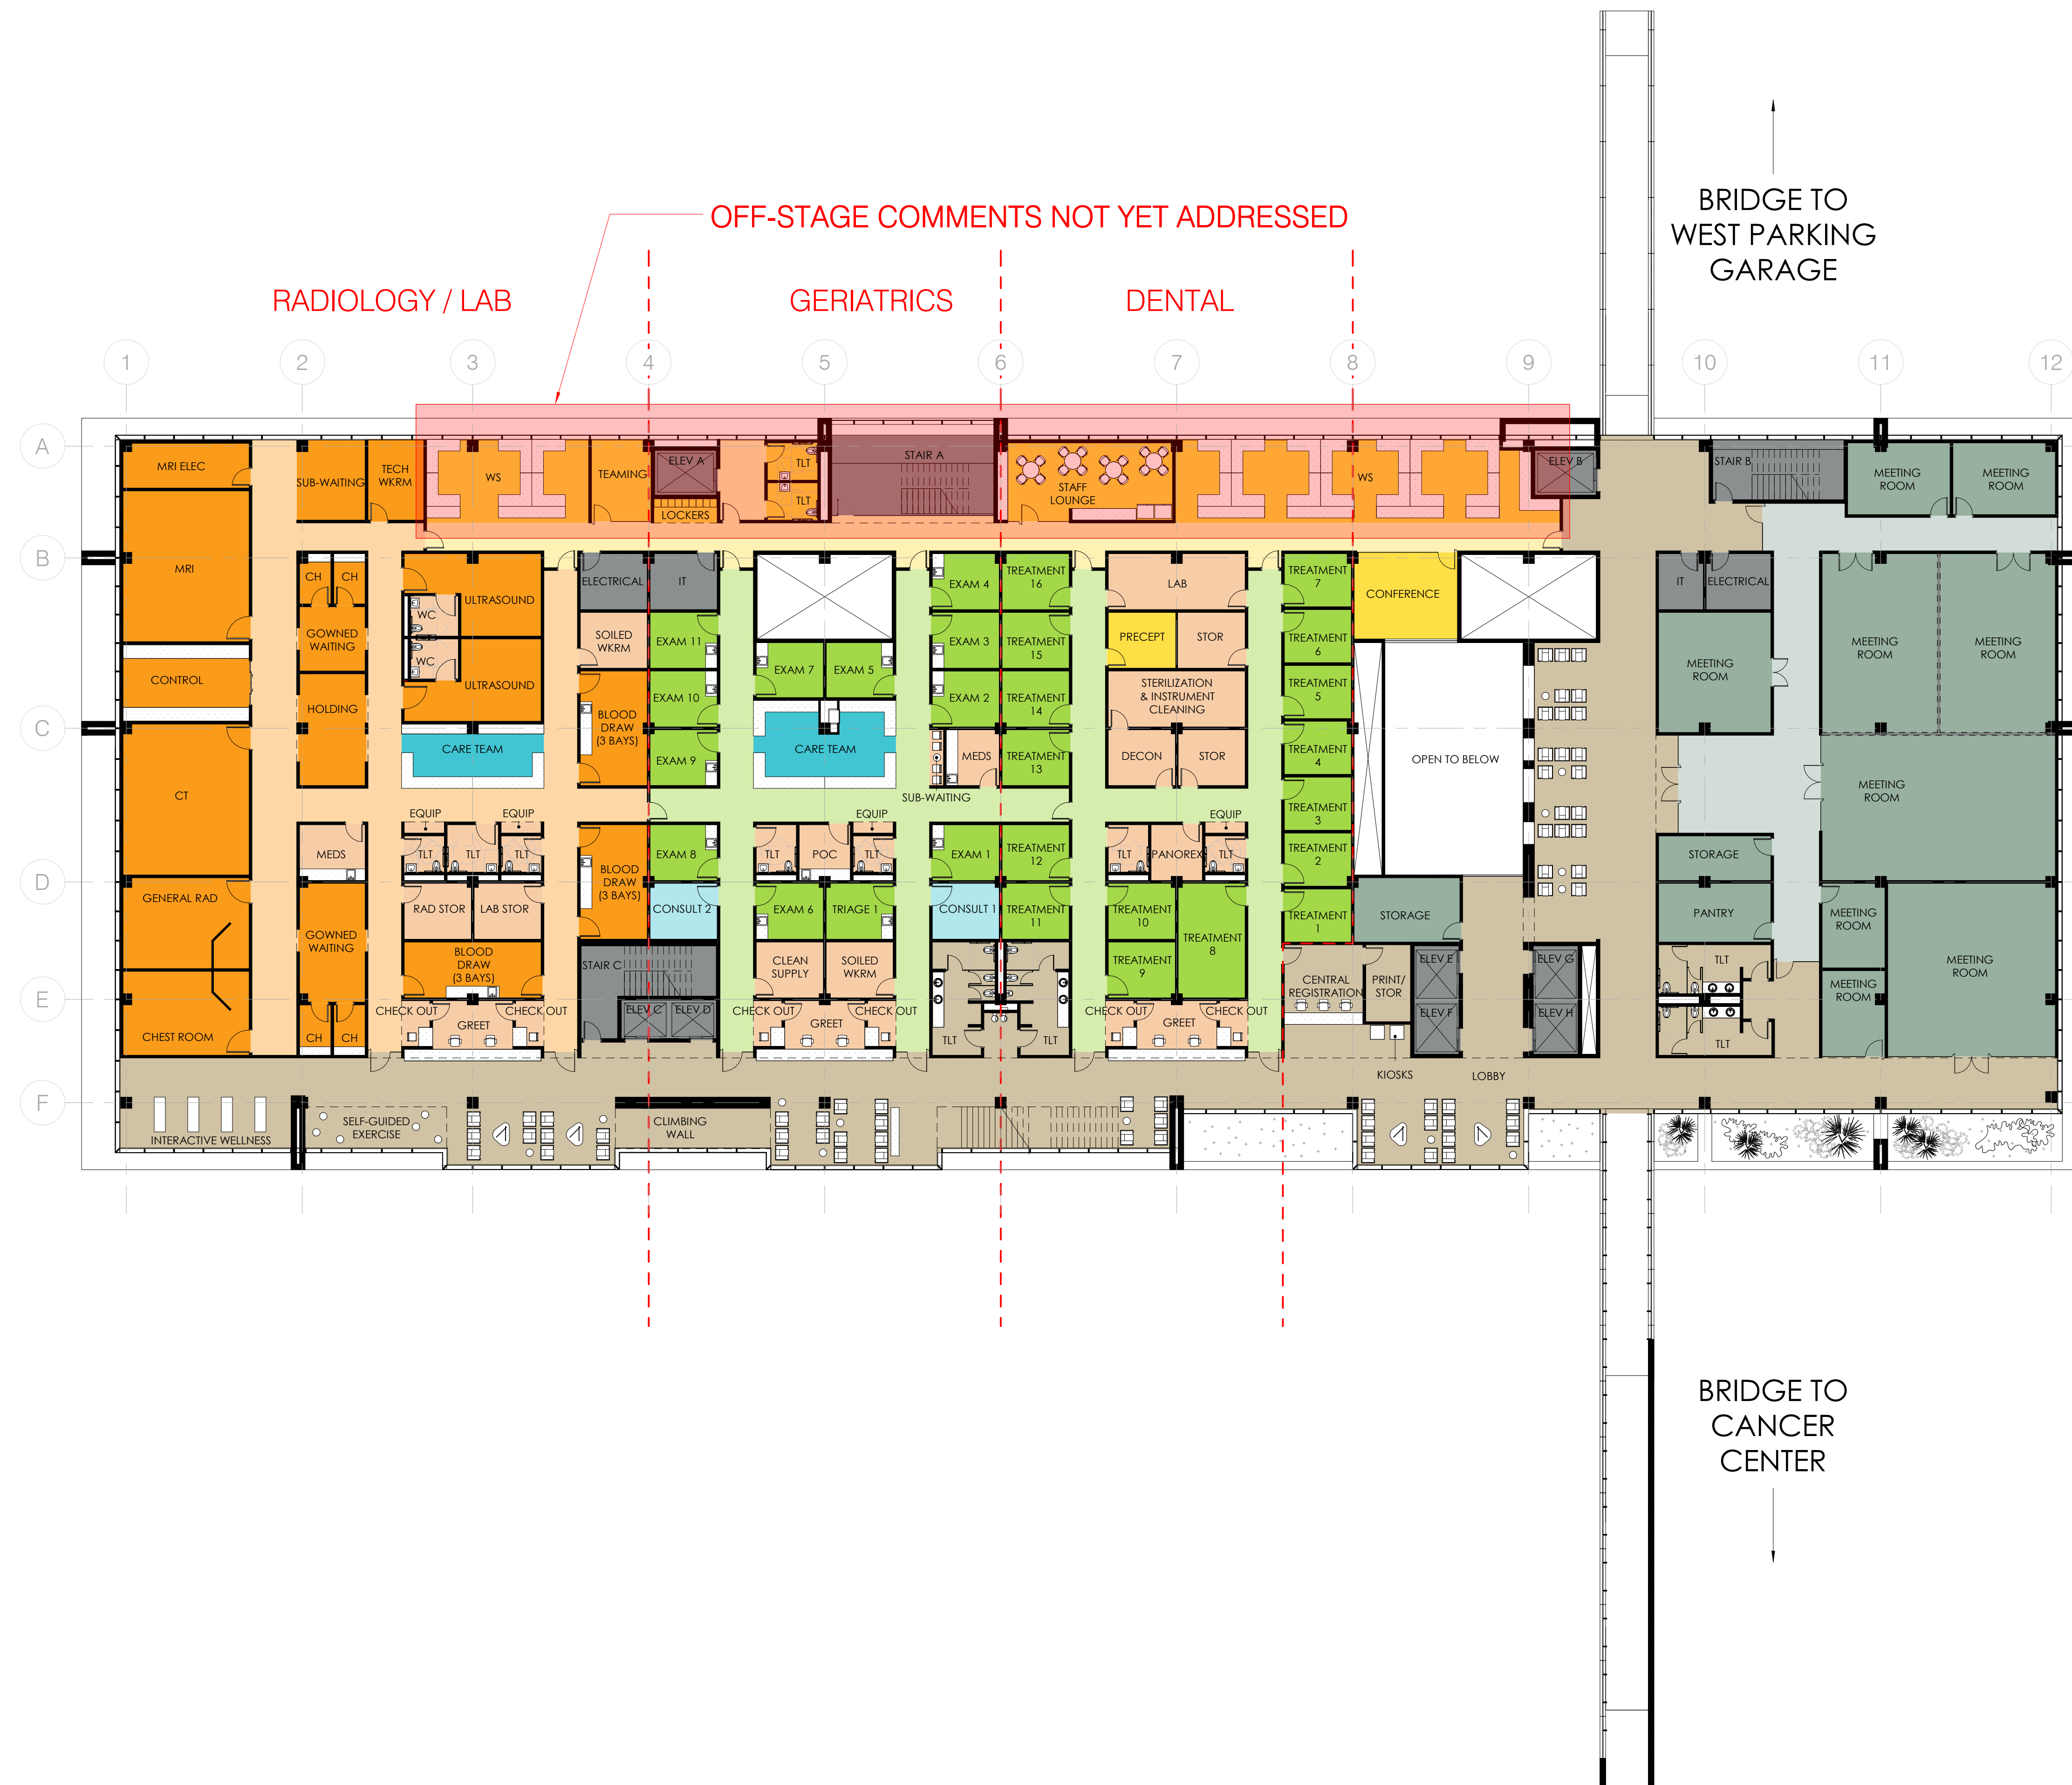 BRIDGE TO
WEST PARKING
GARAGE
OFF-STAGE COMMENTS NOT YET ADDRESSED
RADIOLOGY / LAB
GERIATRICS
DENTAL
1
2
3
4
5
6
7
8
9
10
11
12
A
B
C
D
E
F
MRI ELEC
SUB-WAITING
TECH
WKRM
WS
TEAMING
ELEV A
LOCKERS
TLT
TLT
STAIR A
STAFF
LOUNGE
WS
ELEV B
STAIR B
MEETING
ROOM
MEETING
ROOM
MRI
CH
CH
GOWNED
WAITING
WC
WC
ULTRASOUND
ULTRASOUND
ELECTRICAL
IT
SOILED
WKRM
EXAM 11
EXAM 10
EXAM 9
EXAM 7
EXAM 5
EXAM 4
EXAM 3
EXAM 2
TREATMENT
16
TREATMENT
15
TREATMENT
14
TREATMENT
13
LAB
PRECEPT
STOR
STERILIZATION
& INSTRUMENT
CLEANING
DECON
STOR
TREATMENT
7
TREATMENT
6
TREATMENT
5
TREATMENT
4
TREATMENT
3
TREATMENT
2
TREATMENT
1
CONFERENCE
OPEN TO BELOW
IT
ELECTRICAL
MEETING
ROOM
MEETING
ROOM
MEETING
ROOM
MEETING
ROOM
CONTROL
HOLDING
CARE TEAM
BLOOD
DRAW
(3 BAYS)
CARE TEAM
MEDS
SUB-WAITING
CT
EQUIP
EQUIP
EQUIP
EQUIP
MEDS
TLT
TLT
TLT
BLOOD
DRAW
(3 BAYS)
EXAM 8
TLT
POC
TLT
EXAM 1
TREATMENT
12
TLT
PANOREX
TLT
STORAGE
GENERAL RAD
GOWNED
WAITING
RAD STOR
LAB STOR
CONSULT 2
EXAM 6
TRIAGE 1
CONSULT 1
TREATMENT
11
TREATMENT
10
TREATMENT
9
TREATMENT
8
STORAGE
PANTRY
MEETING
ROOM
MEETING
ROOM
MEETING
ROOM
BLOOD
DRAW
(3 BAYS)
STAIR C
CLEAN
SUPPLY
SOILED
WKRM
CENTRAL
REGISTRATION
PRINT/
STOR
ELEV E
ELEV F
ELEV G
ELEV H
TLT
TLT
CHEST ROOM
CH
CH
CHECK OUT
GREET
CHECK OUT
ELEV C
ELEV D
CHECK OUT
GREET
CHECK OUT
TLT
TLT
CHECK OUT
GREET
CHECK OUT
KIOSKS
LOBBY
INTERACTIVE WELLNESS
SELF-GUIDED
EXERCISE
CLIMBING
WALL
BRIDGE TO
CANCER
CENTER